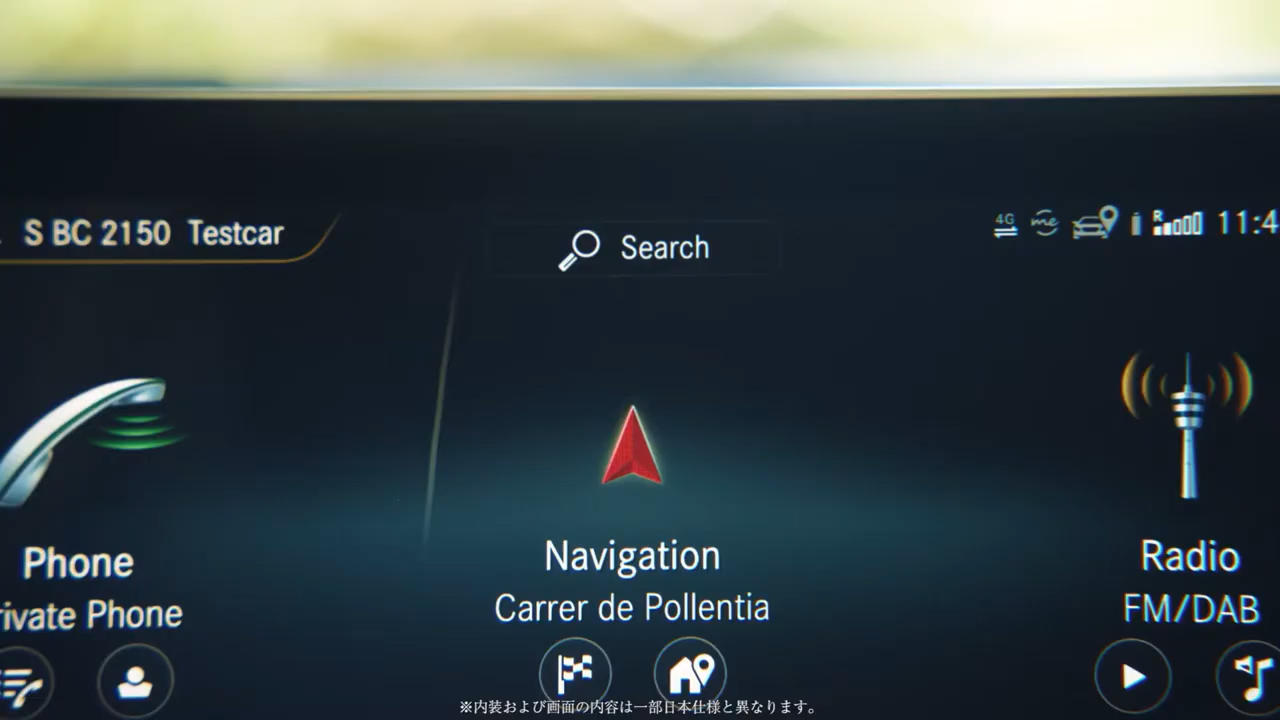 S BC 2150 Testcar
Search
4G
me
R
11:4
Phone
rivate Phone
Navigation
Carrer de Pollentia
Radio
FM/DAB
※内装および画面の内容は一部日本仕様と異なります。